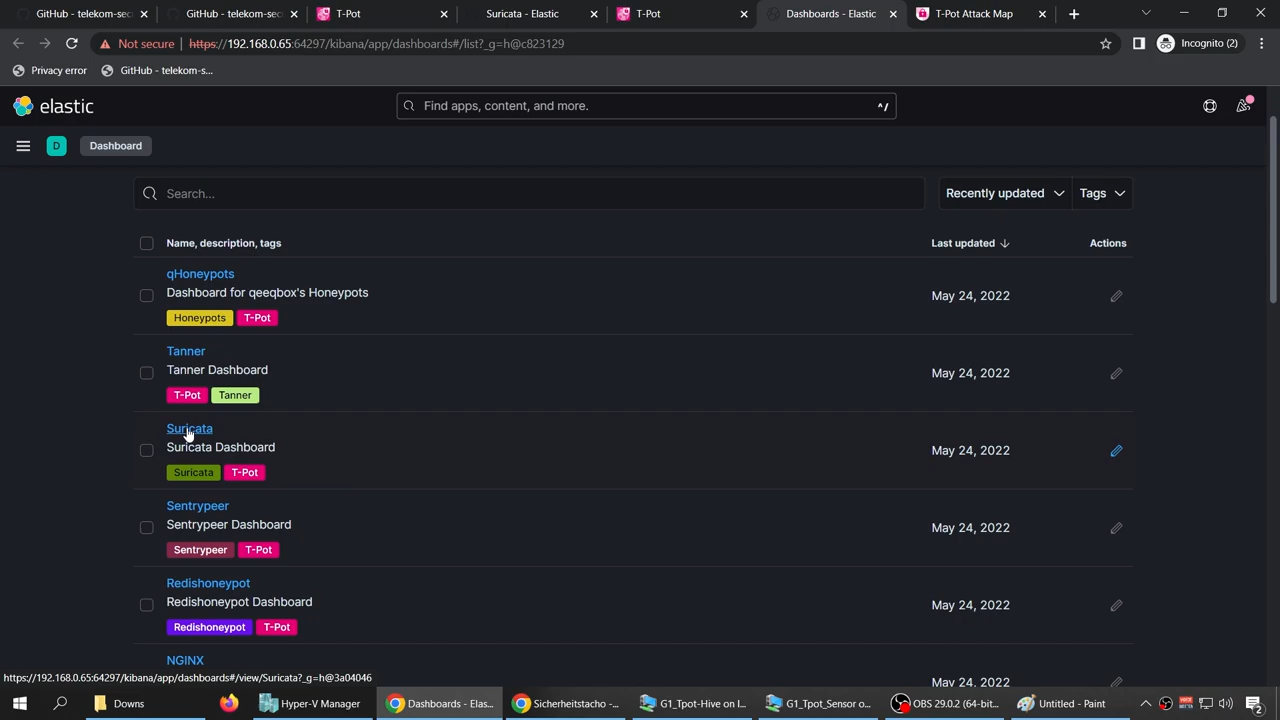 GitHub - telekom-sec
GitHub - telekom-sec
T-Pot
Suricata - Elastic
T-Pot
Dashboards - Elastic
T-Pot Attack Map
Not secure
https://192.168.0.65:64297/kibana/app/dashboards#/list?_g=h@c823129
Incognito (2)
Privacy error
GitHub - telekom-s...
elastic
Find apps, content, and more.
^/
D
Dashboard
Search...
Recently updated
Tags
Name, description, tags
Last updated
Actions
qHoneypots
Dashboard for qeeqbox's Honeypots
May 24, 2022
Honeypots
T-Pot
Tanner
Tanner Dashboard
May 24, 2022
T-Pot
Tanner
Suricata
Suricata Dashboard
May 24, 2022
Suricata
T-Pot
Sentrypeer
Sentrypeer Dashboard
May 24, 2022
Sentrypeer
T-Pot
Redishoneypot
Redishoneypot Dashboard
May 24, 2022
Redishoneypot
T-Pot
NGINX
May 24, 2022
https://192.168.0.65:64297/kibana/app/dashboards#/view/Suricata?_g=h@3a04046
Downs
Hyper-V Manager
Dashboards - Elas...
Sicherheitstacho -...
G1_Tpot-Hive on l...
G1_Tpot_Sensor o...
OBS 29.0.2 (64-bit...
Untitled - Paint
2